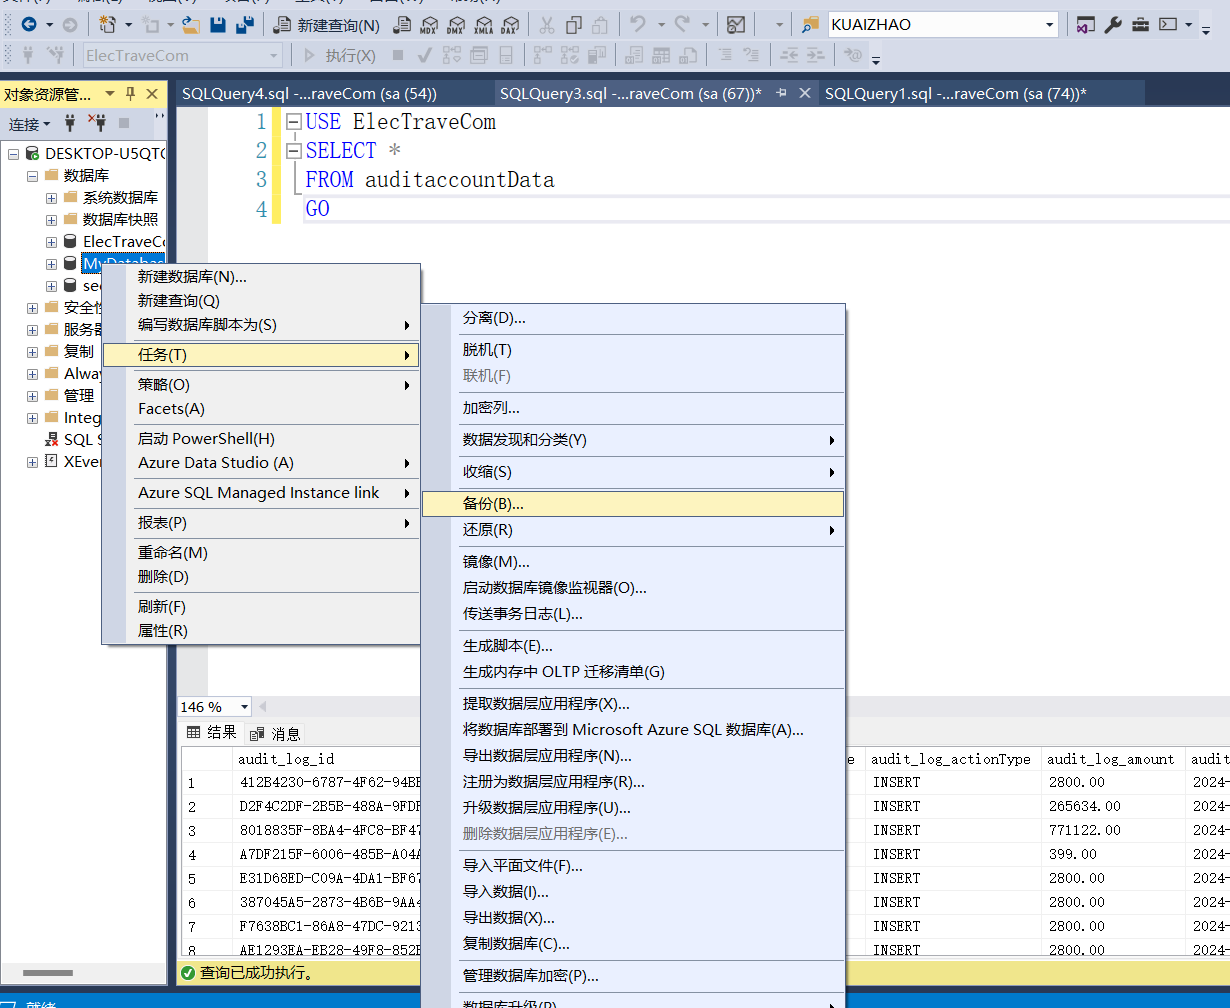 新建查询(N)
KUAIZHAO
ElecTraveCom
执行(X)
对象资源管...
SQLQuery4.sql -...raveCom (sa (54))
SQLQuery3.sql -...raveCom (sa (67))*
SQLQuery1.sql -...raveCom (sa (74))*
连接
DESKTOP-U5QT
数据库
系统数据库
数据库快照
ElecTraveC
MyDatabas
se
安全性
服务器
复制
Alway
管理
Integ
SQL S
XEver
1 USE ElecTraveCom
2 SELECT *
3 FROM auditaccountData
4 GO
新建数据库(N)...
新建查询(Q)
编写数据库脚本为(S)
任务(T)
策略(O)
Facets(A)
启动 PowerShell(H)
Azure Data Studio (A)
Azure SQL Managed Instance link
报表(P)
重命名(M)
删除(D)
刷新(F)
属性(R)
分离(D)...
脱机(T)
联机(F)
加密列...
数据发现和分类(Y)
收缩(S)
备份(B)...
还原(R)
镜像(M)...
启动数据库镜像监视器(O)...
传送事务日志(L)...
生成脚本(E)...
生成内存中 OLTP 迁移清单(G)
提取数据层应用程序(X)...
将数据库部署到 Microsoft Azure SQL 数据库(A)...
导出数据层应用程序(N)...
注册为数据层应用程序(R)...
升级数据层应用程序(U)...
删除数据层应用程序(E)...
导入平面文件(F)...
导入数据(I)...
导出数据(X)...
复制数据库(C)...
管理数据库加密(P)...
数据库升级(P)
146 %
结果 消息
audit_log_id e audit_log_actionType audit_log_amount audit
1 412B4230-6787-4F62-94BE INSERT 2800.00 2024-
2 D2F4C2DF-2B5B-488A-9FDE INSERT 265634.00 2024-
3 8018835F-8BA4-4FC8-BF47 INSERT 771122.00 2024-
4 A7DF215F-6006-485B-A04A INSERT 399.00 2024-
5 E31D68ED-C09A-4DA1-BF67 INSERT 2800.00 2024-
6 387045A5-2873-4B6B-9AA4 INSERT 2800.00 2024-
7 F7638BC1-86A8-47DC-9213 INSERT 2800.00 2024-
8 AE1293EA-EB28-49F8-852E INSERT 2800.00 2024-
查询已成功执行。
就绪